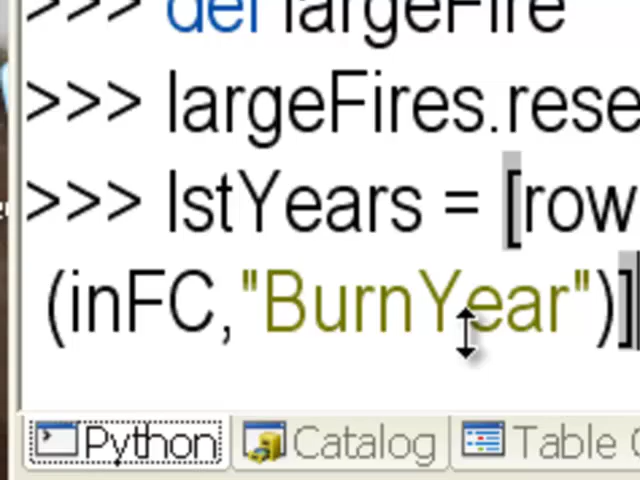 >>> def largeFire
>>> largeFires.rese
>>> lstYears = [row
(inFC,"BurnYear")]
Python Catalog Table